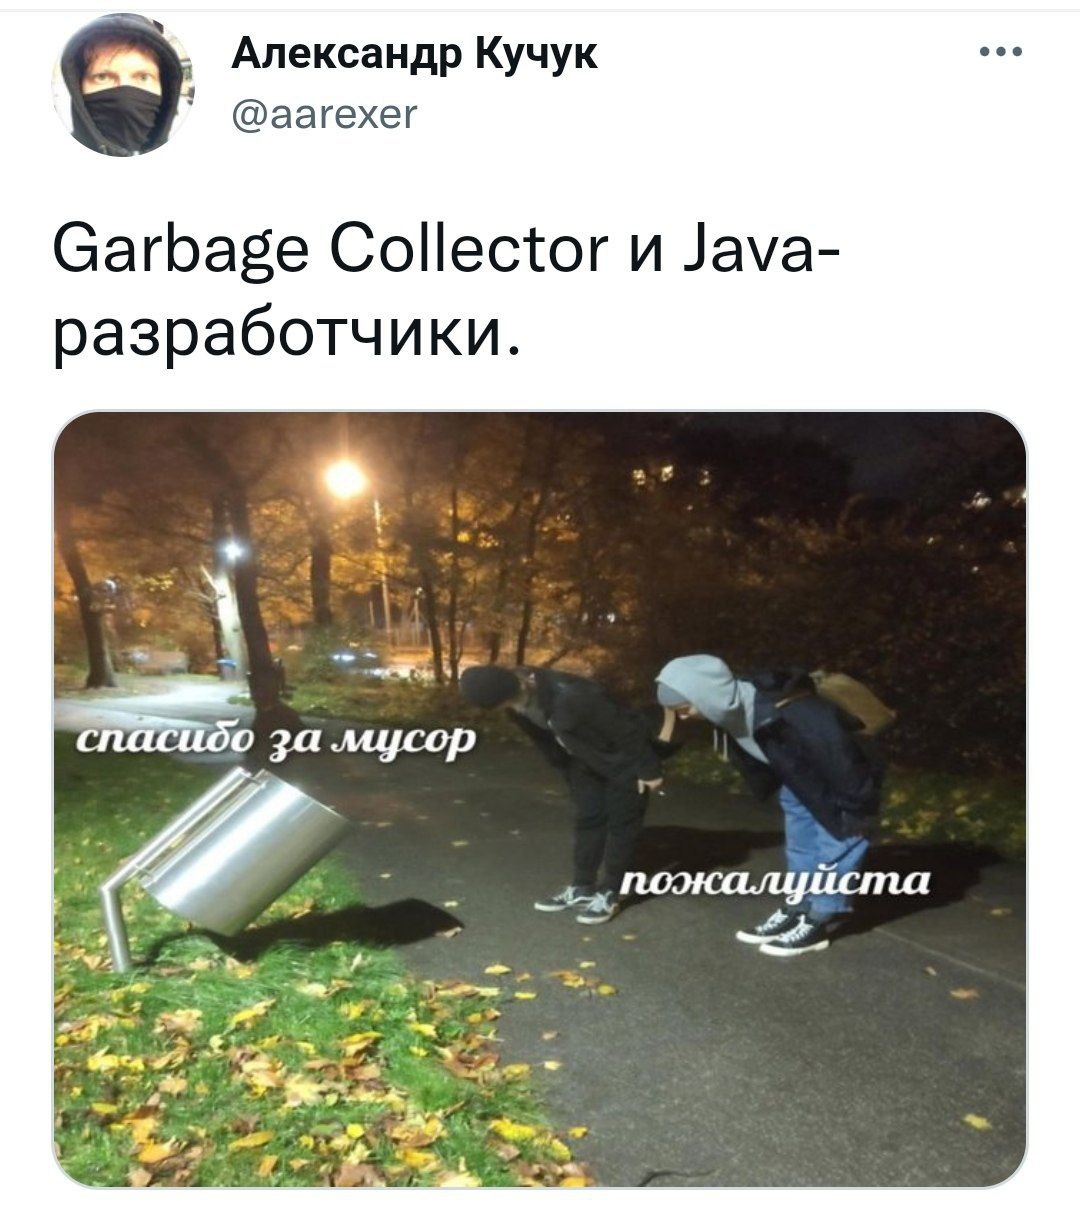 Александр Кучук
@aarexer
Garbage Collector и Java-
разработчики.
спасибо за мусор
пожалуйста